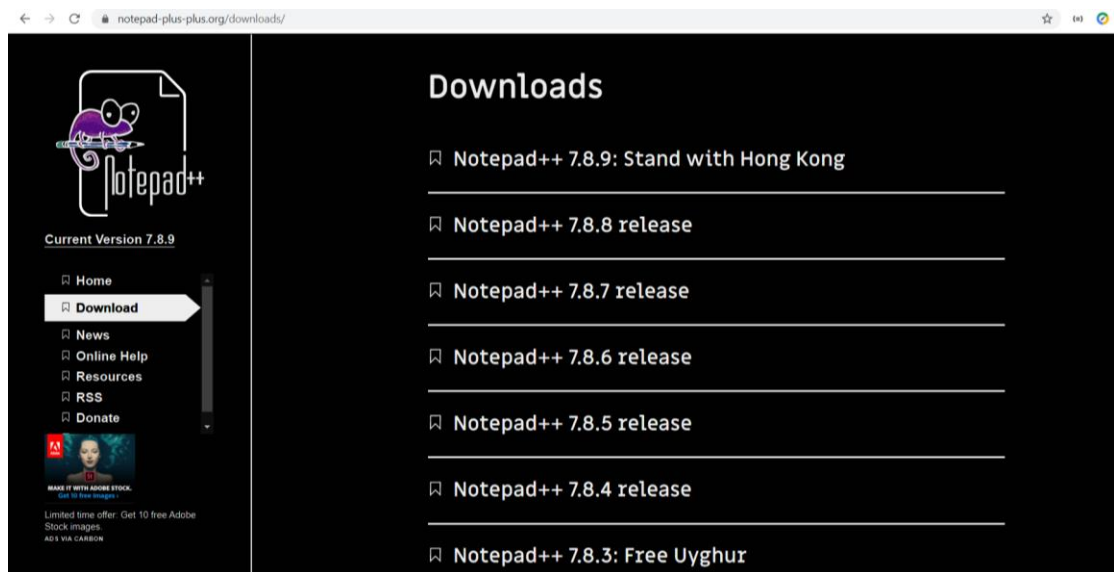 notepad-plus-plus.org/downloads/
Notepad++
Current Version 7.8.9
Home
Download
News
Online Help
Resources
RSS
Donate
MAKE IT WITH ADOBE STOCK.
Get 10 free images ›
Limited time offer: Get 10 free Adobe
Stock images.
ADS VIA CARBON
Downloads
Notepad++ 7.8.9: Stand with Hong Kong
Notepad++ 7.8.8 release
Notepad++ 7.8.7 release
Notepad++ 7.8.6 release
Notepad++ 7.8.5 release
Notepad++ 7.8.4 release
Notepad++ 7.8.3: Free Uyghur